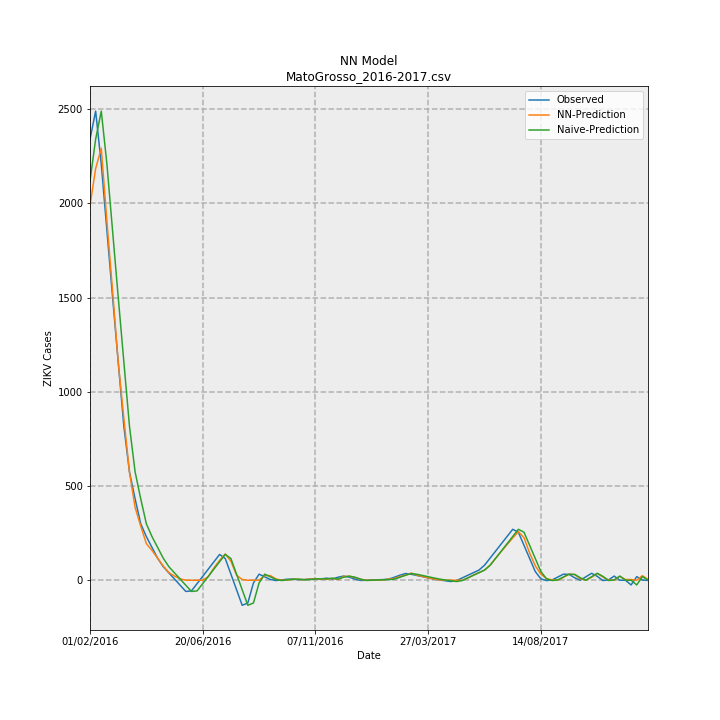 NN Model
MatoGrosso_2016-2017.csv
Observed
NN-Prediction
Naive-Prediction
2500
2000
1500
1000
500
0
ZIKV Cases
01/02/2016
20/06/2016
07/11/2016
27/03/2017
14/08/2017
Date